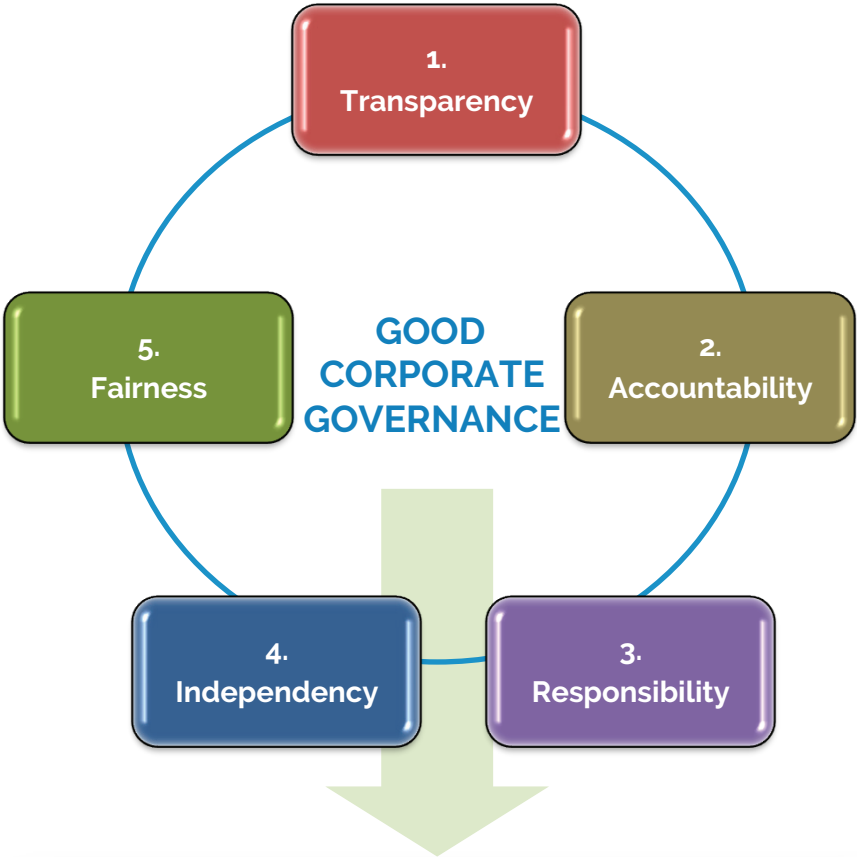 1.
Transparency
GOOD
CORPORATE
GOVERNANCE
2.
Accountability
3.
Responsibility
4.
Independency
5.
Fairness